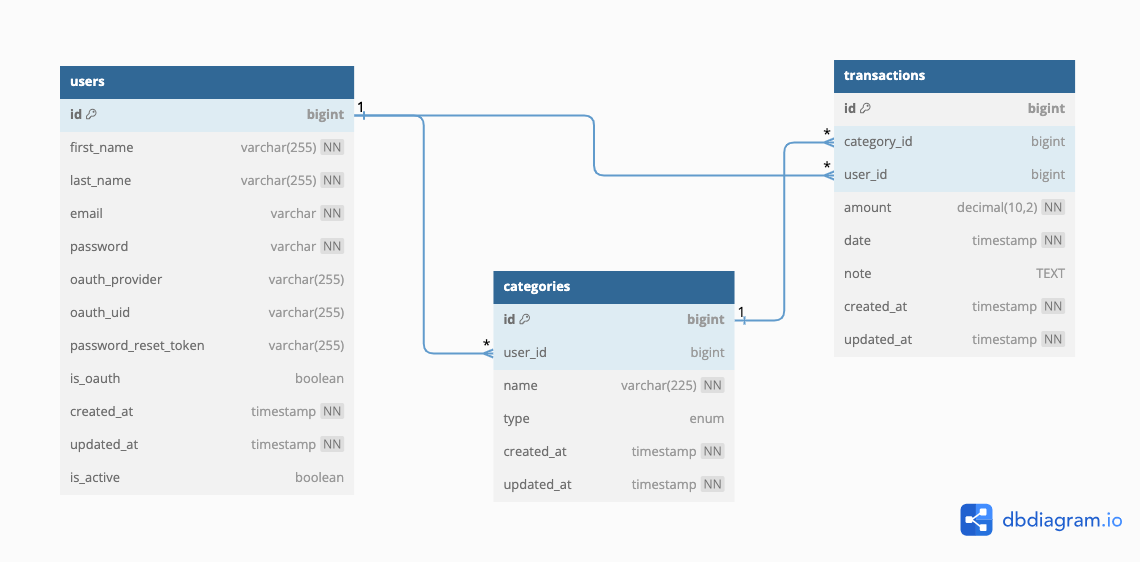 users
id bigint
first_name varchar(255) NN
last_name varchar(255) NN
email varchar NN
password varchar NN
oauth_provider varchar(255)
oauth_uid varchar(255)
password_reset_token varchar(255)
is_oauth boolean
created_at timestamp NN
updated_at timestamp NN
is_active boolean
1
*
categories
id bigint
user_id bigint
name varchar(225) NN
type enum
created_at timestamp NN
updated_at timestamp NN
1
*
*
transactions
id bigint
category_id bigint
user_id bigint
amount decimal(10,2) NN
date timestamp NN
note TEXT
created_at timestamp NN
updated_at timestamp NN
dbdiagram.io